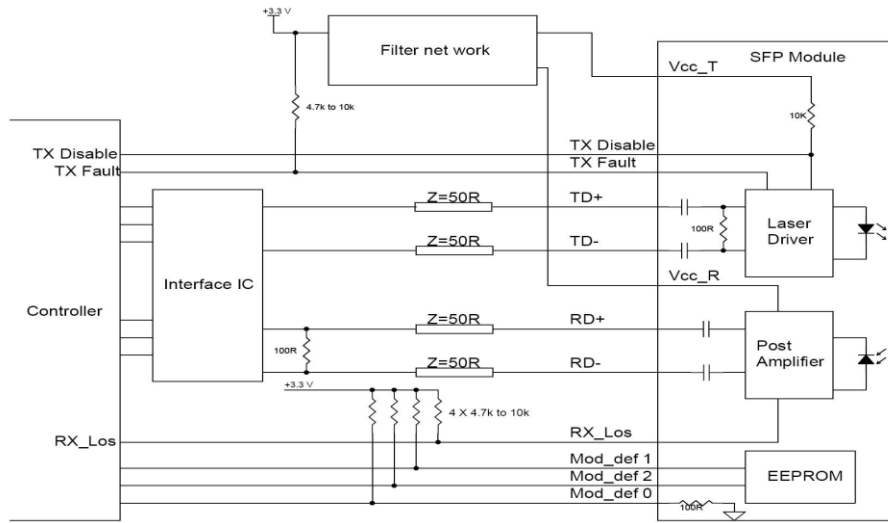 +3.3 V
Filter net work
SFP Module
Vcc_T
4.7k to 10k
10K
TX Disable
TX Disable
TX Fault
TX Fault
Z=50R
TD+
Laser
Driver
100R
Z=50R
TD-
Interface IC
Vcc_R
Controller
Z=50R
RD+
Post
Amplifier
100R
Z=50R
RD-
+3.3 V
4 X 4.7k to 10k
RX_Los
RX_Los
Mod_def 1
Mod_def 2
EEPROM
Mod_def 0
100R